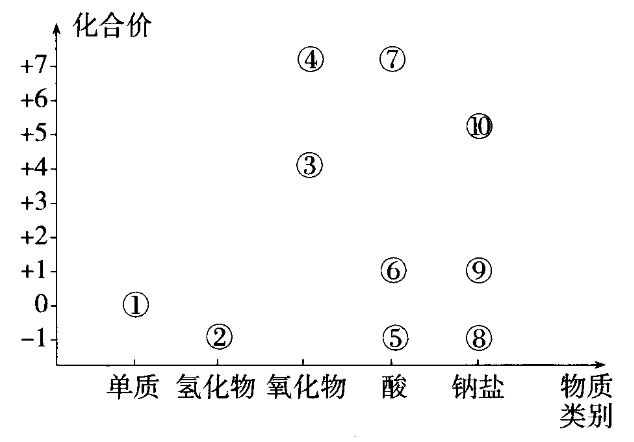 化合价
+7 ④ ⑦
+6
+5 ⑩
+4 ③
+3
+2
+1 ⑥ ⑨
0 ①
-1 ② ⑤ ⑧
单质 氢化物 氧化物 酸 钠盐 物质
类别